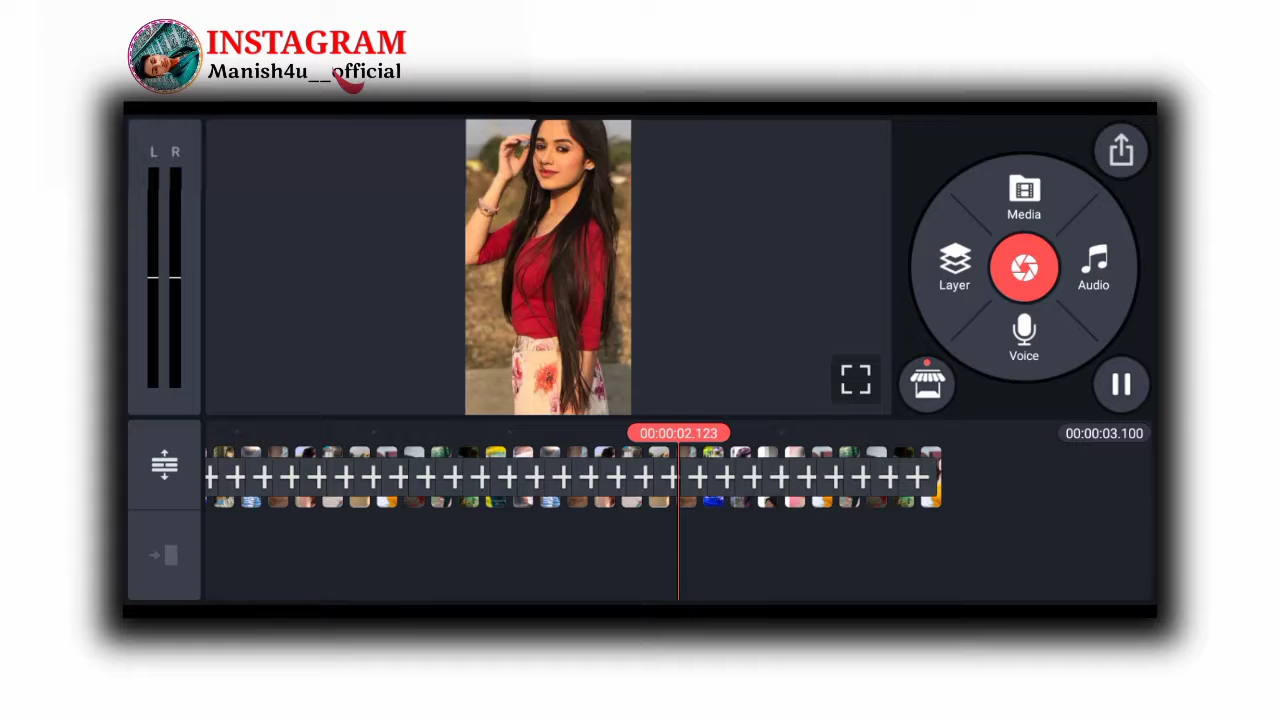 INSTAGRAM
Manish4u__official
L R
Media
Layer
Audio
Voice
00:00:02.123
00:00:03.100